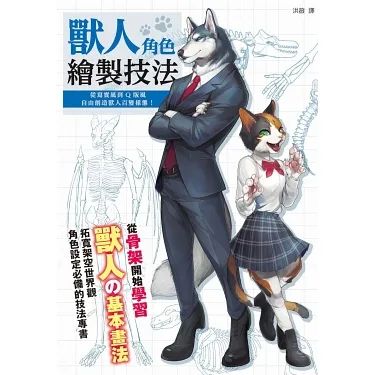 洪薇 譯
獸人角色
繪製技法
從寫實風到Q版風
自由創造獸人百變樣態!
從骨架開始學習
獸人の基本畫法
拓寬架空世界觀
角色設定必備的技法專書